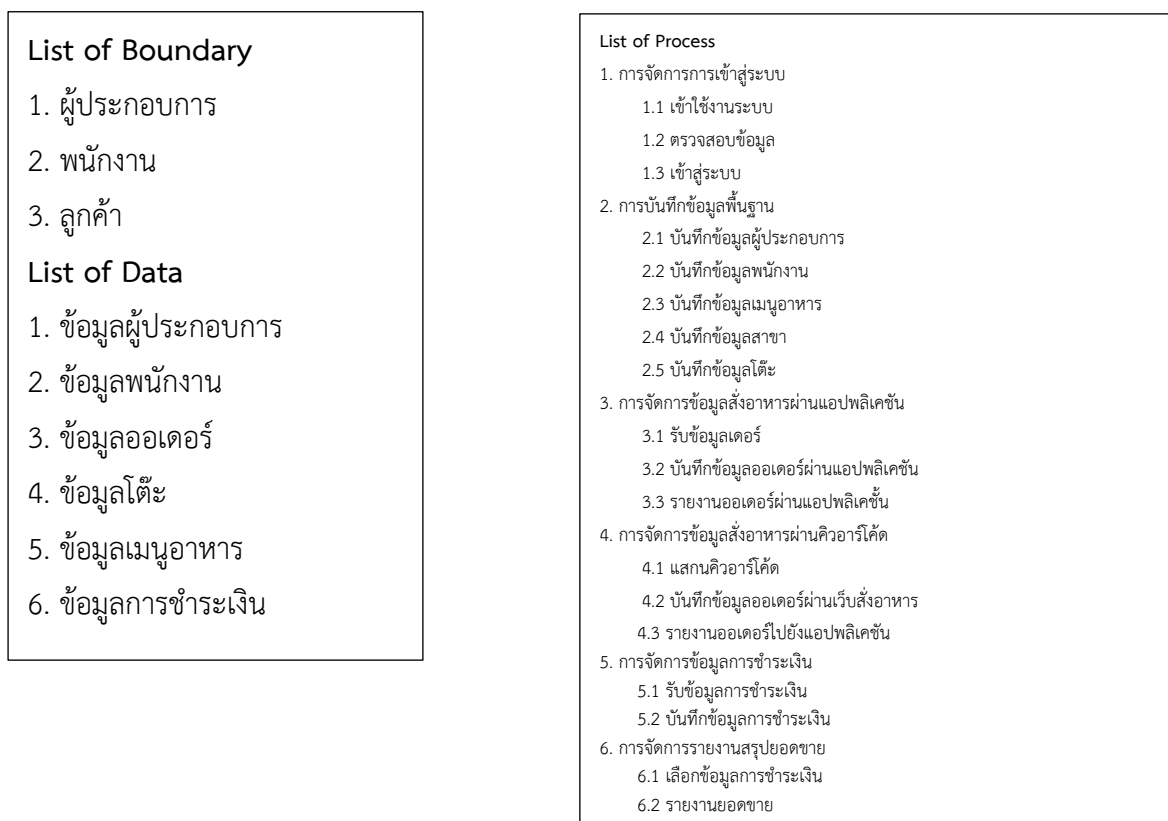 List of Boundary
1. ผู้ประกอบการ
2. พนักงาน
3. ลูกค้า
List of Data
1. ข้อมูลผู้ประกอบการ
2. ข้อมูลพนักงาน
3. ข้อมูลออเดอร์
4. ข้อมูลโต๊ะ
5. ข้อมูลเมนูอาหาร
6. ข้อมูลการชำระเงิน
List of Process
1. การจัดการการเข้าสู่ระบบ
1.1 เข้าใช้งานระบบ
1.2 ตรวจสอบข้อมูล
1.3 เข้าสู่ระบบ
2. การบันทึกข้อมูลพื้นฐาน
2.1 บันทึกข้อมูลผู้ประกอบการ
2.2 บันทึกข้อมูลพนักงาน
2.3 บันทึกข้อมูลเมนูอาหาร
2.4 บันทึกข้อมูลสาขา
2.5 บันทึกข้อมูลโต๊ะ
3. การจัดการข้อมูลสั่งอาหารผ่านแอปพลิเคชัน
3.1 รับข้อมูลเดอร์
3.2 บันทึกข้อมูลออเดอร์ผ่านแอปพลิเคชัน
3.3 รายงานออเดอร์ผ่านแอปพลิเคชั้น
4. การจัดการข้อมูลสั่งอาหารผ่านคิวอาร์โค้ด
4.1 แสกนคิวอาร์โค้ด
4.2 บันทึกข้อมูลออเดอร์ผ่านเว็บสั่งอาหาร
4.3 รายงานออเดอร์ไปยังแอปพลิเคชัน
5. การจัดการข้อมูลการชำระเงิน
5.1 รับข้อมูลการชำระเงิน
5.2 บันทึกข้อมูลการชำระเงิน
6. การจัดการรายงานสรุปยอดขาย
6.1 เลือกข้อมูลการชำระเงิน
6.2 รายงานยอดขาย